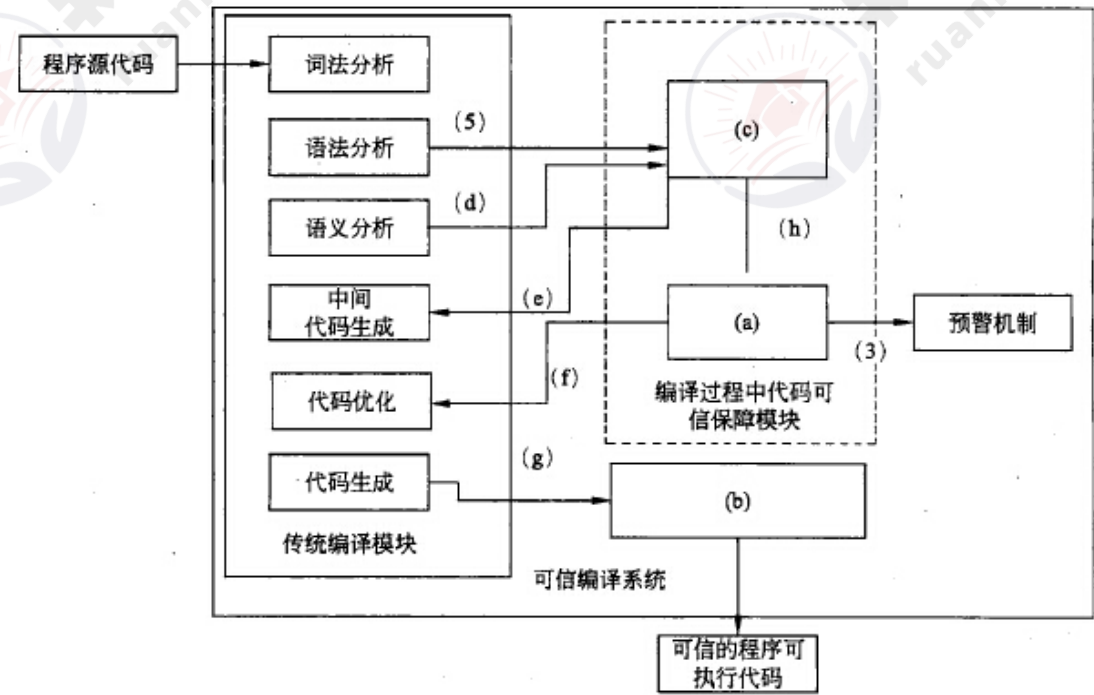 程序源代码
词法分析
语法分析
(5)
(c)
语义分析
(d)
(h)
中间
代码生成
(e)
(a)
(3)
预警机制
代码优化
(f)
编译过程中代码可
信保障模块
代码生成
(g)
(b)
传统编译模块
可信编译系统
可信的程序可
执行代码